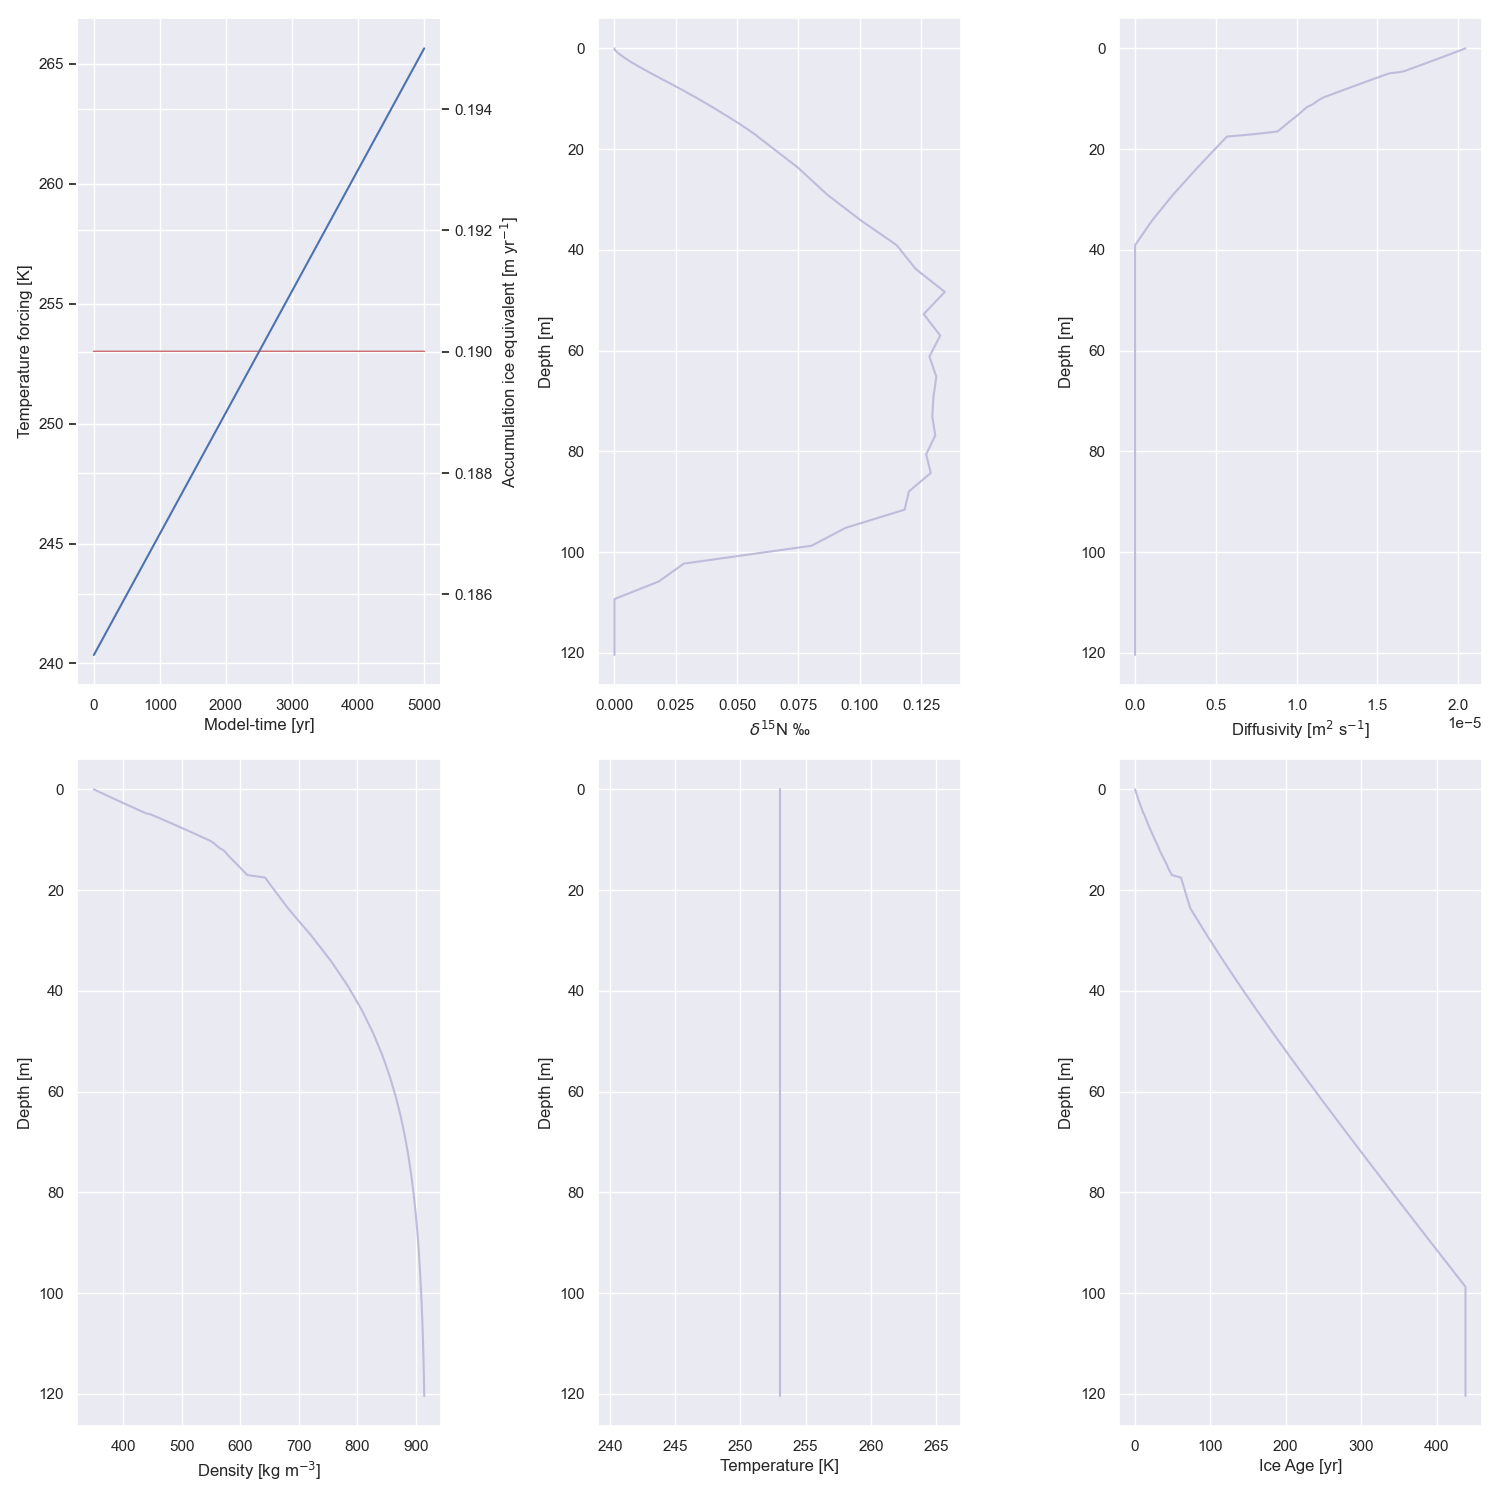 265
260
255
250
245
240
Temperature forcing [K]
0.194
0.192
0.190
0.188
0.186
Accumulation ice equivalent [m yr⁻¹]
0 1000 2000 3000 4000 5000
Model-time [yr]
0
20
40
60
80
100
120
Depth [m]
0.000 0.025 0.050 0.075 0.100 0.125
δ¹⁵N ‰
0
20
40
60
80
100
120
Depth [m]
0.0 0.5 1.0 1.5 2.0
1e−5
Diffusivity [m² s⁻¹]
0
20
40
60
80
100
120
Depth [m]
400 500 600 700 800 900
Density [kg m⁻³]
0
20
40
60
80
100
120
Depth [m]
240 245 250 255 260 265
Temperature [K]
0
20
40
60
80
100
120
Depth [m]
0 100 200 300 400
Ice Age [yr]